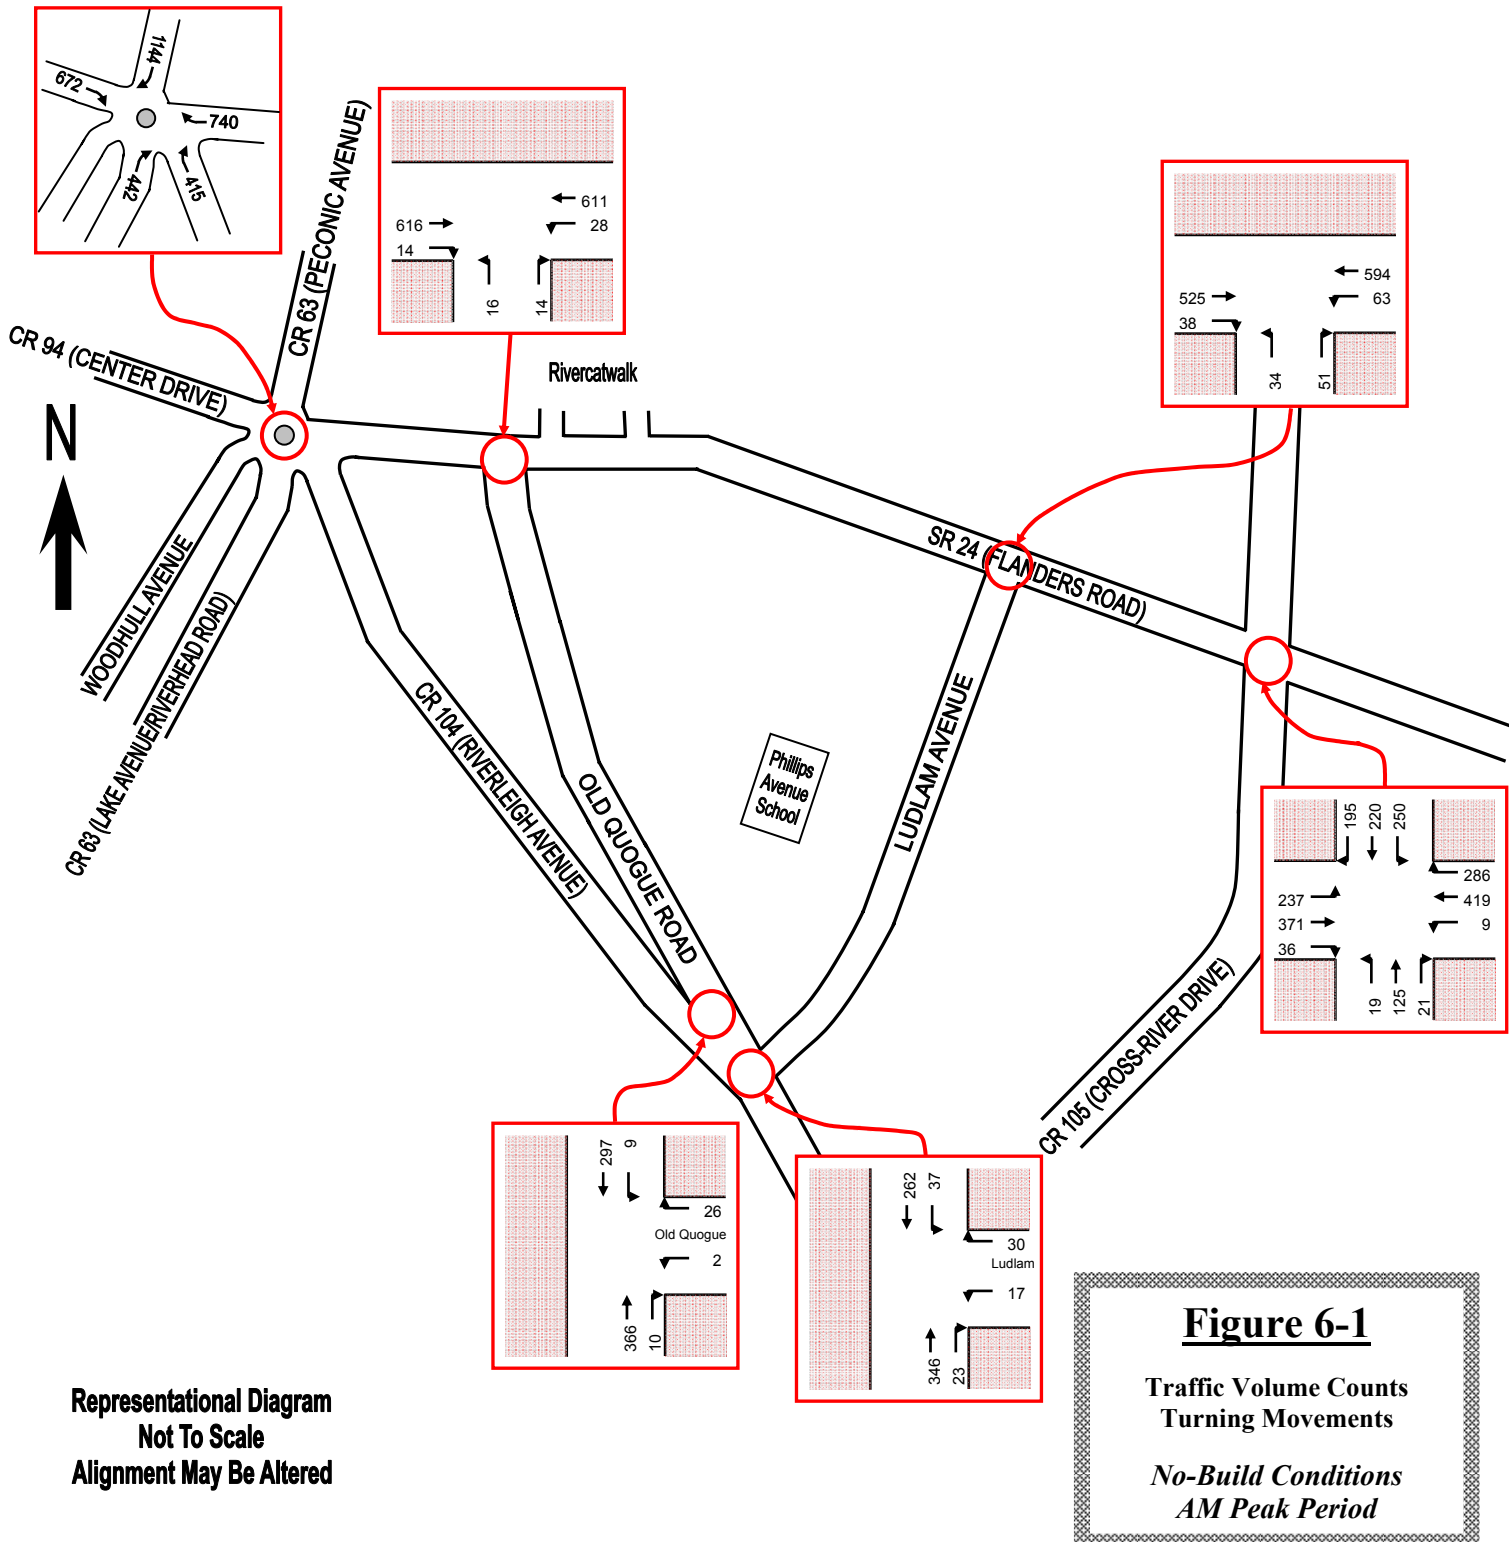 1144
672
740
442
415
CR 63 (PECONIC AVENUE)
611
616
28
14
16
14
594
525
63
38
34
51
CR 94 (CENTER DRIVE)
Rivercatwalk
N
SR 24 (FLANDERS ROAD)
WOODHULL AVENUE
CR 63 (LAKE AVENUE/RIVERHEAD ROAD)
CR 104 (RIVERLEIGH AVENUE)
OLD QUOGUE ROAD
Phillips
Avenue
School
LUDLAM AVENUE
195
220
250
286
237
419
371
9
36
19
125
21
CR 105 (CROSS-RIVER DRIVE)
297
9
26
Old Quogue
2
366
10
262
37
30
Ludlam
17
346
23
Figure 6-1
Traffic Volume Counts
Turning Movements
No-Build Conditions
AM Peak Period
Representational Diagram
Not To Scale
Alignment May Be Altered